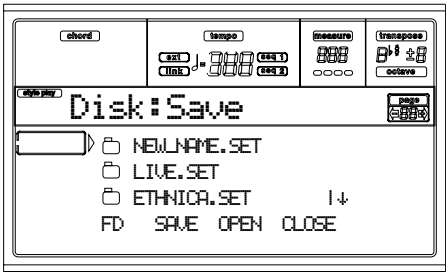 chord tempo measure transpose
ext seq 1
link seq 2
octave
style play Disk:Save page
NEW_NAME.SET
LIVE.SET
ETHNICA.SET
FD SAVE OPEN CLOSE